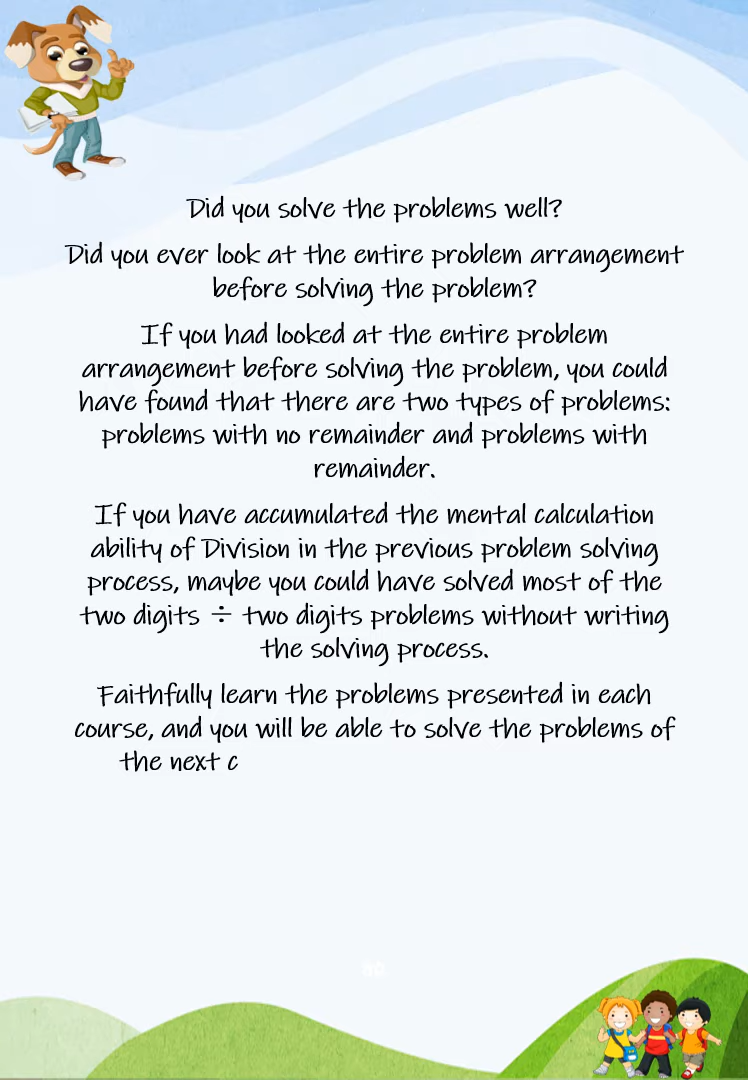 Did you solve the problems well?
Did you ever look at the entire problem arrangement
before solving the problem?
If you had looked at the entire problem
arrangement before solving the problem, you could
have found that there are two types of problems:
problems with no remainder and problems with
remainder.
If you have accumulated the mental calculation
ability of Division in the previous problem solving
process, maybe you could have solved most of the
two digits ÷ two digits problems without writing
the solving process.
Faithfully learn the problems presented in each
course, and you will be able to solve the problems of
the next c